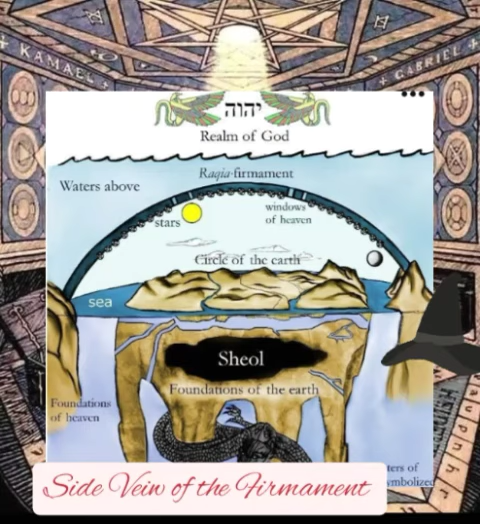 KAMAEL
GABRIEL
יהוה
Realm of God
Raqia-firmament
Waters above
windows
of heaven
stars
Circle of the earth
sea
Sheol
Foundations of the earth
Foundations
of heaven
of
Side Veiw of the Firmament